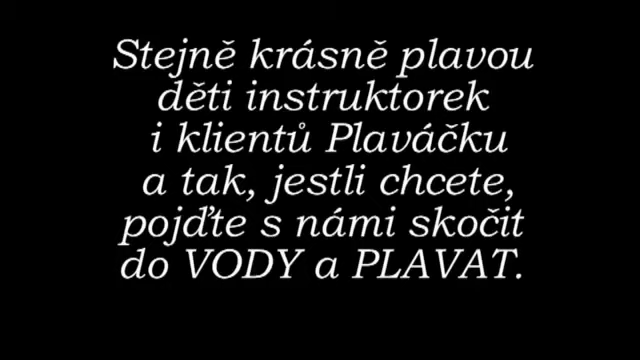 Stejně krásně plavou
děti instruktorek
i klientů Plaváčku
a tak, jestli chcete,
pojďte s námi skočit
do VODY a PLAVAT.